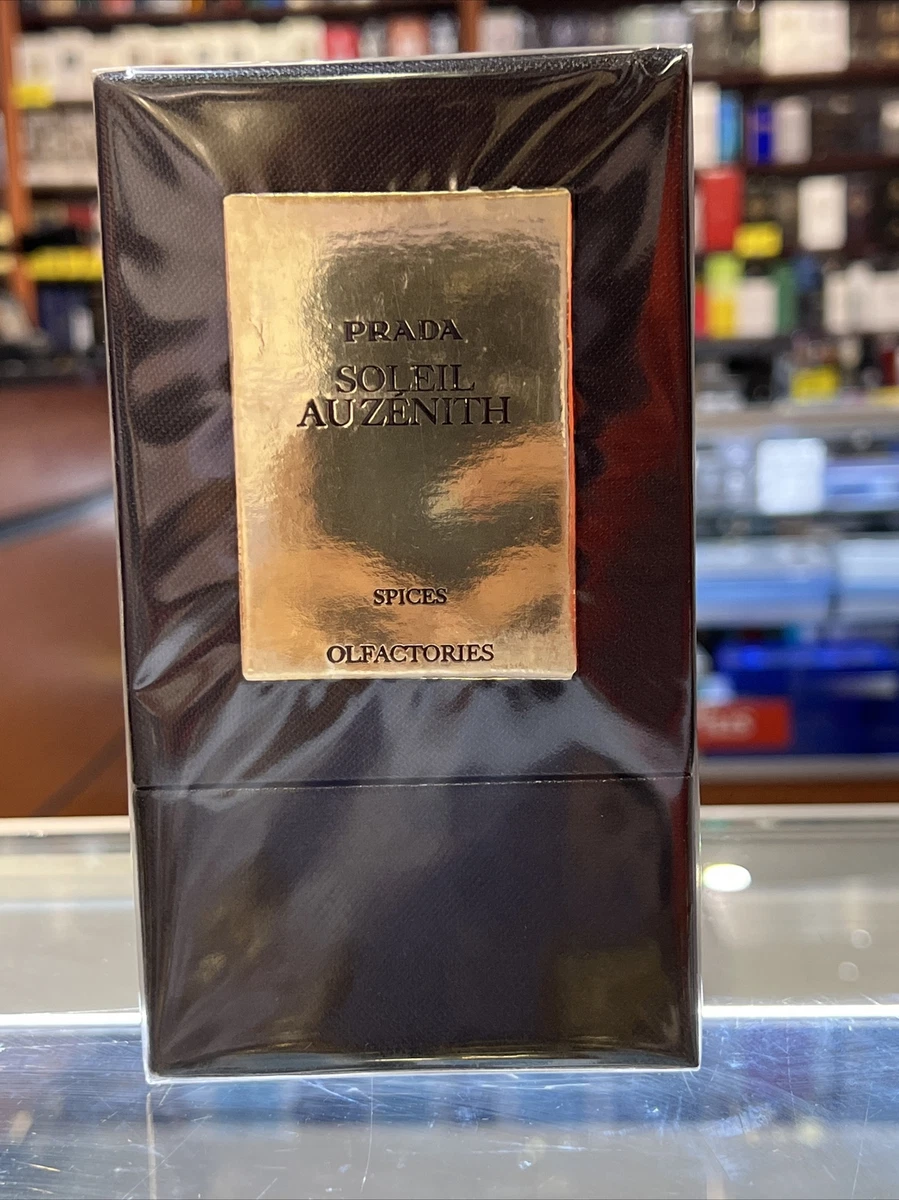 PRADA
SOLEIL
AU ZÉNITH
SPICES
OLFACTORIES